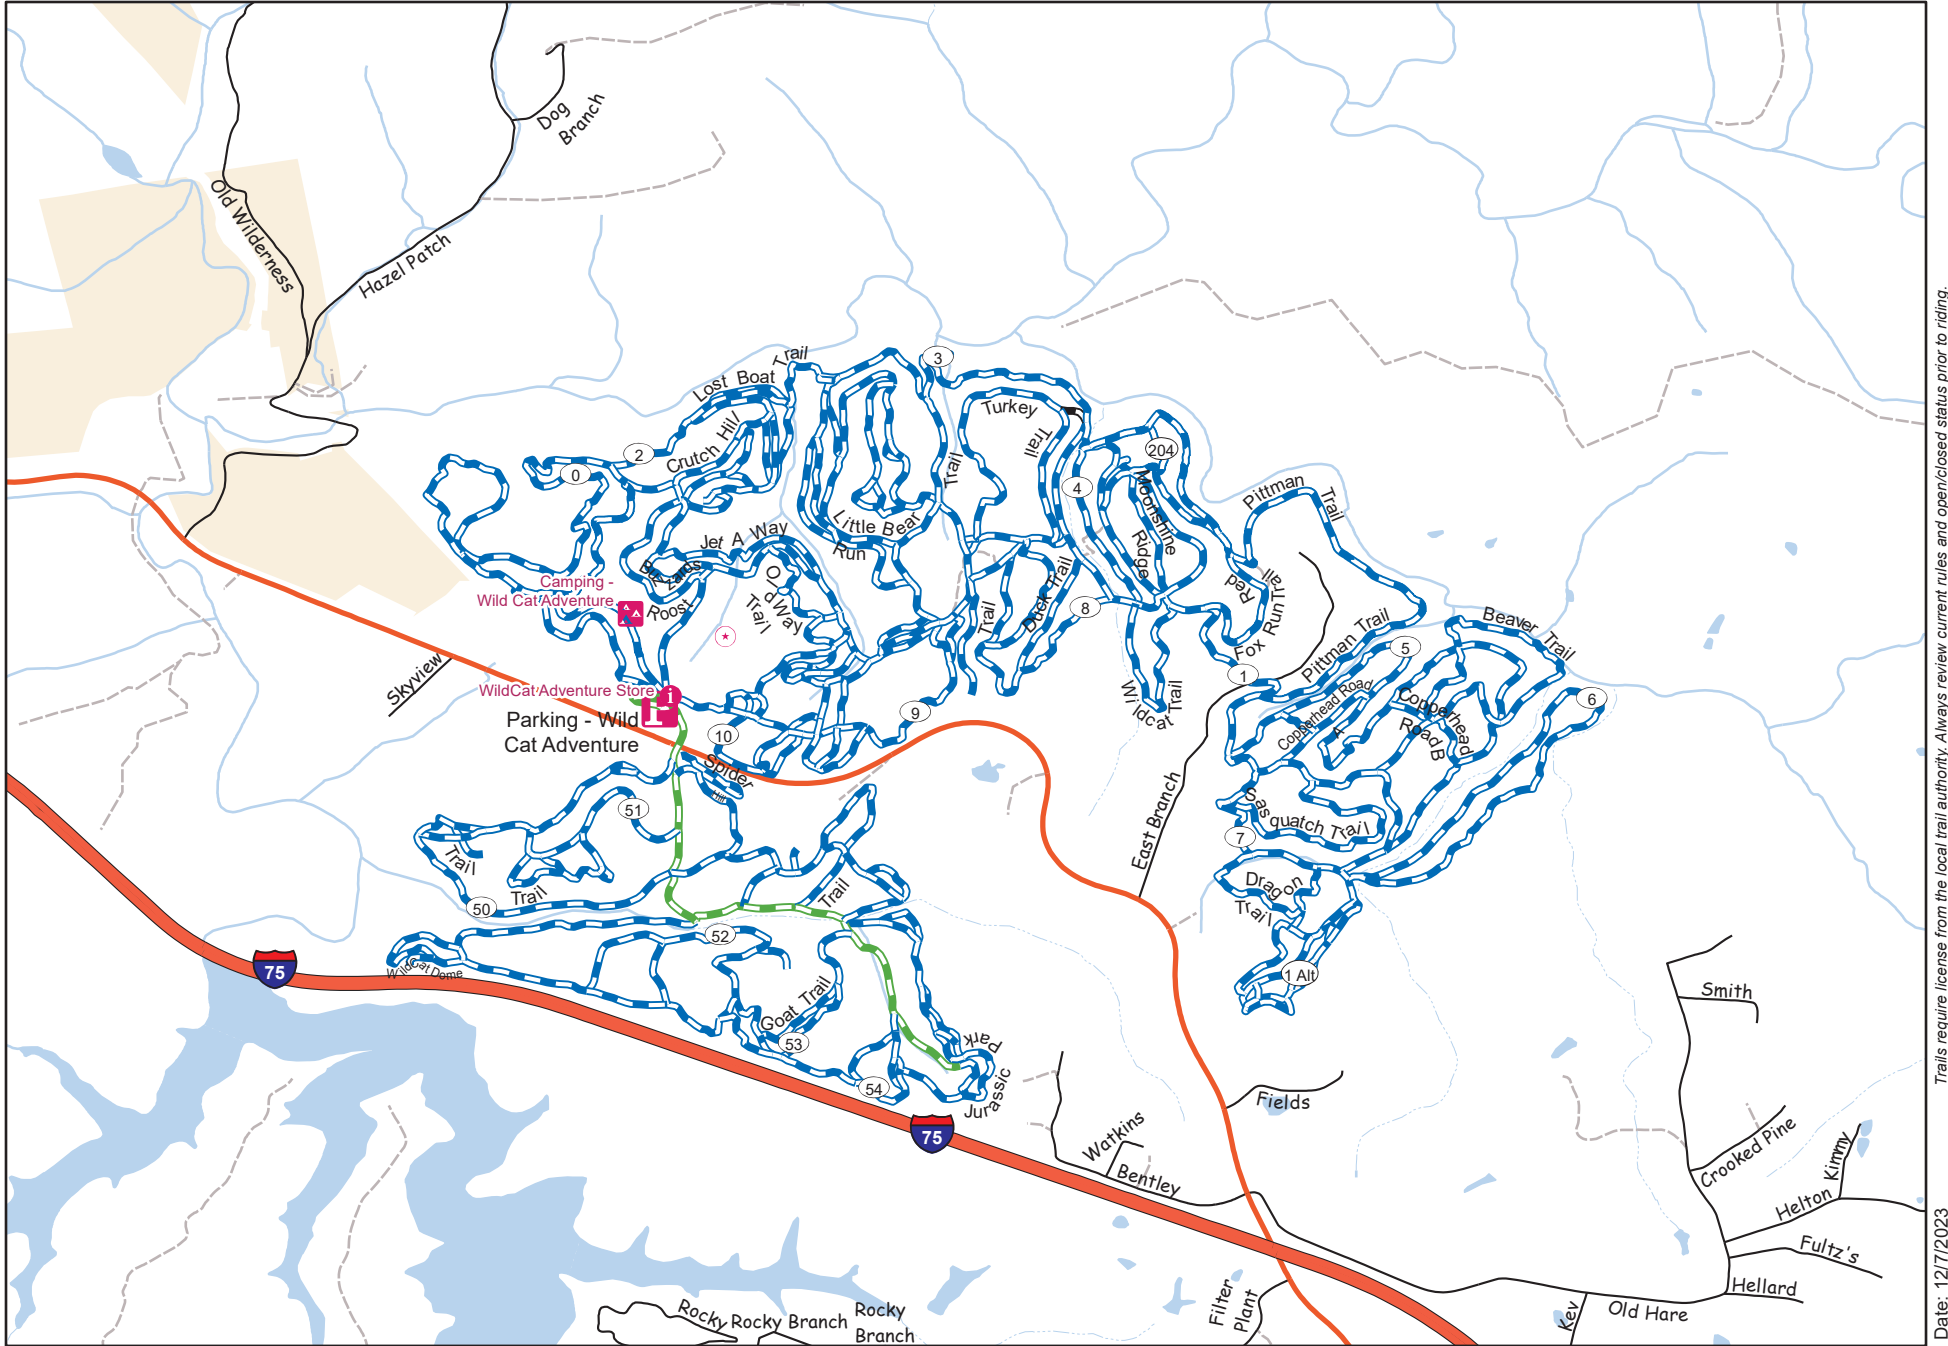 Dog
Branch
Old Wilderness
Hazel Patch
Trail
3
Lost Boat
Turkey
Trail
Crutch Hill
2
0
204
Trail
4
Pittman
Trail
Moonshine
Ridge
Little Bear
Run
Jet A Way
Buzzards
Roost
Old Way
Trail
Camping -
Wild Cat Adventure
Red
Fox Run Trail
Trail
Duck Trail
8
Beaver Trail
Pittman Trail
5
1
Skyview
WildCat Adventure Store
Parking - Wild
Cat Adventure
Wildcat Trail
Copperhead Road
A
Copperhead
Road B
6
9
10
Spider
Hill
51
Sasquatch Trail
7
East Branch
Trail
Trail
50
Trail
Dragon
Trail
52
WildCat Dome
75
1 Alt
Goat Trail
53
Smith
Park
Jurassic
54
75
Fields
Watkins
Bentley
Crooked Pine
Kimmy
Helton
Fultz's
Hellard
Old Hare
Kev
Filter
Plant
Rocky
Rocky Branch
Rocky
Branch
Trails require license from the local trail authority. Always review current rules and open/closed status prior to riding.
Date: 12/7/2023